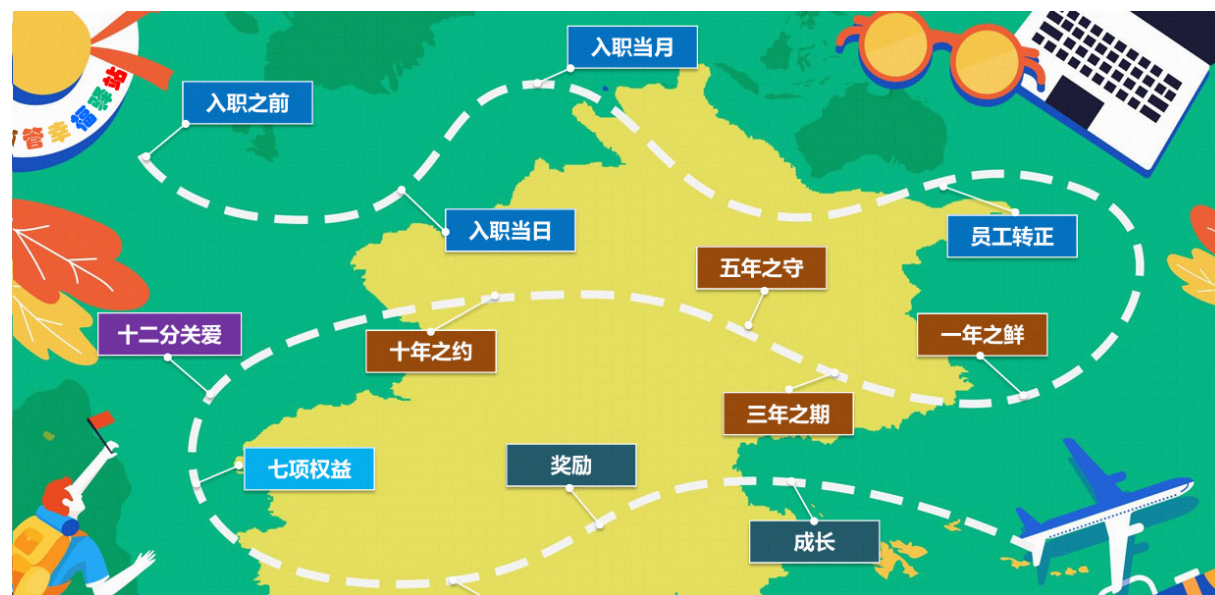 管幸福驿站
入职之前
入职当月
入职当日
员工转正
五年之守
十二分关爱
十年之约
一年之鲜
三年之期
七项权益
奖励
成长